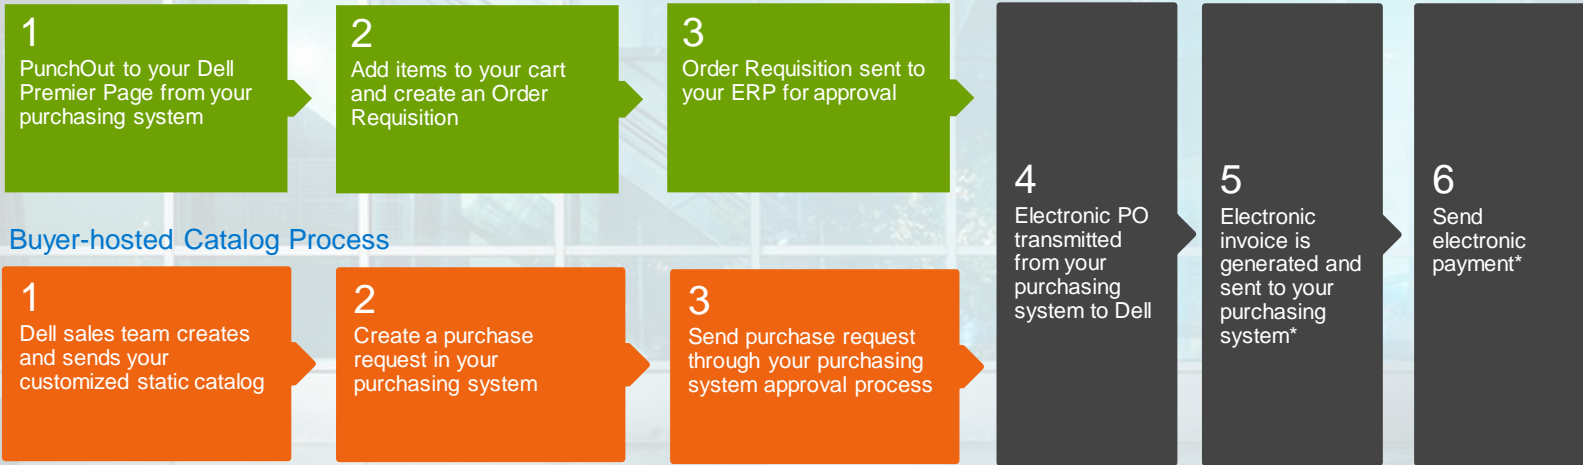 1
PunchOut to your Dell
Premier Page from your
purchasing system
2
Add items to your cart
and create an Order
Requisition
3
Order Requisition sent to
your ERP for approval
Buyer-hosted Catalog Process
1
Dell sales team creates
and sends your
customized static catalog
2
Create a purchase
request in your
purchasing system
3
Send purchase request
through your purchasing
system approval process
4
Electronic PO
transmitted
from your
purchasing
system to Dell
5
Electronic
invoice is
generated and
sent to your
purchasing
system*
6
Send
electronic
payment*